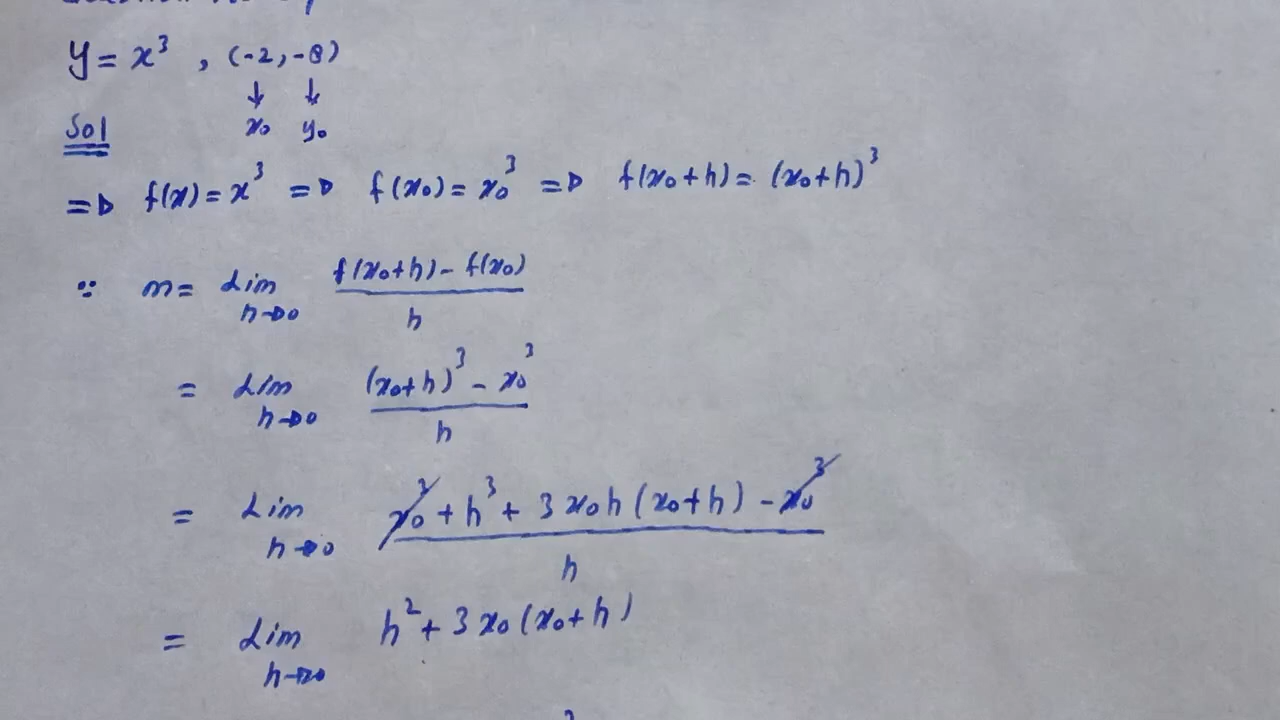 y = x³ , (-2, -8)
↓ ↓
Sol x₀ y₀
⇒ f(x) = x³ ⇒ f(x₀) = x₀³ ⇒ f(x₀+h) = (x₀+h)³
∵ m = Lim f(x₀+h) - f(x₀)
h→0 h
= Lim (x₀+h)³ - x₀³
h→0 h
= Lim x₀³ + h³ + 3x₀h(x₀+h) - x₀³
h→0 h
= Lim h² + 3x₀(x₀+h)
h→0